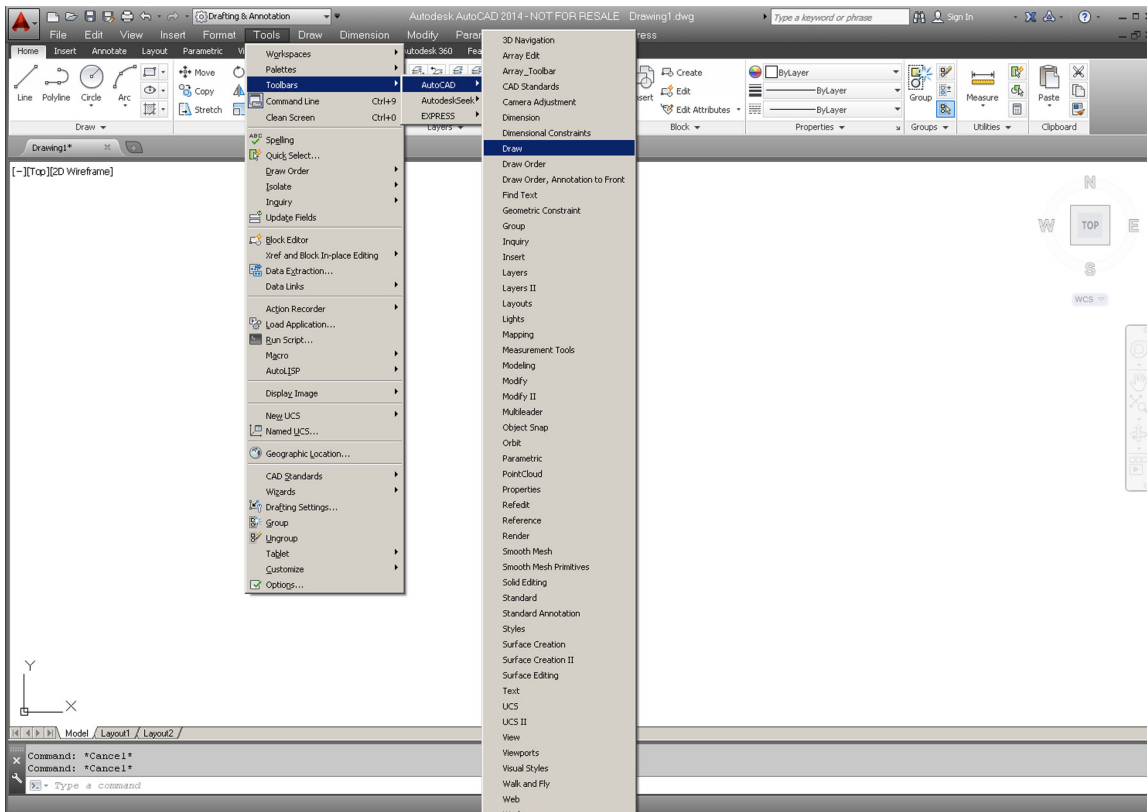 Drafting & Annotation
Autodesk AutoCAD 2014 - NOT FOR RESALE Drawing1.dwg
Type a keyword or phrase
Sign In
File Edit View Insert Format Tools Draw Dimension Modify
Home Insert Annotate Layout Parametric
Line
Polyline
Circle
Arc
Move
Copy
Stretch
Draw
Create
Edit
Edit Attributes
Block
ByLayer
ByLayer
ByLayer
Properties
Group
Groups
Measure
Utilities
Paste
Clipboard
Layers
Drawing1*
[-][Top][2D Wireframe]
Workspaces
Palettes
Toolbars
Command Line Ctrl+9
Clean Screen Ctrl+0
Spelling
Quick Select...
Draw Order
Isolate
Inquiry
Update Fields
Block Editor
Xref and Block In-place Editing
Data Extraction...
Data Links
Action Recorder
Load Application...
Run Script...
Macro
AutoLISP
Display Image
New UCS
Named UCS...
Geographic Location...
CAD Standards
Wizards
Drafting Settings...
Group
Ungroup
Tablet
Customize
Options...
AutoCAD
AutodeskSeek
EXPRESS
3D Navigation
Array Edit
Array_Toolbar
CAD Standards
Camera Adjustment
Dimension
Dimensional Constraints
Draw
Draw Order
Draw Order, Annotation to Front
Find Text
Geometric Constraint
Group
Inquiry
Insert
Layers
Layers II
Layouts
Lights
Mapping
Measurement Tools
Modeling
Modify
Modify II
Multileader
Object Snap
Orbit
Parametric
PointCloud
Properties
Refedit
Reference
Render
Smooth Mesh
Smooth Mesh Primitives
Solid Editing
Standard
Standard Annotation
Styles
Surface Creation
Surface Creation II
Surface Editing
Text
UCS
UCS II
View
Viewports
Visual Styles
Walk and Fly
Web
N
W TOP E
S
WCS
Y
X
Model Layout1 Layout2
Command: *Cancel*
Command: *Cancel*
Type a command